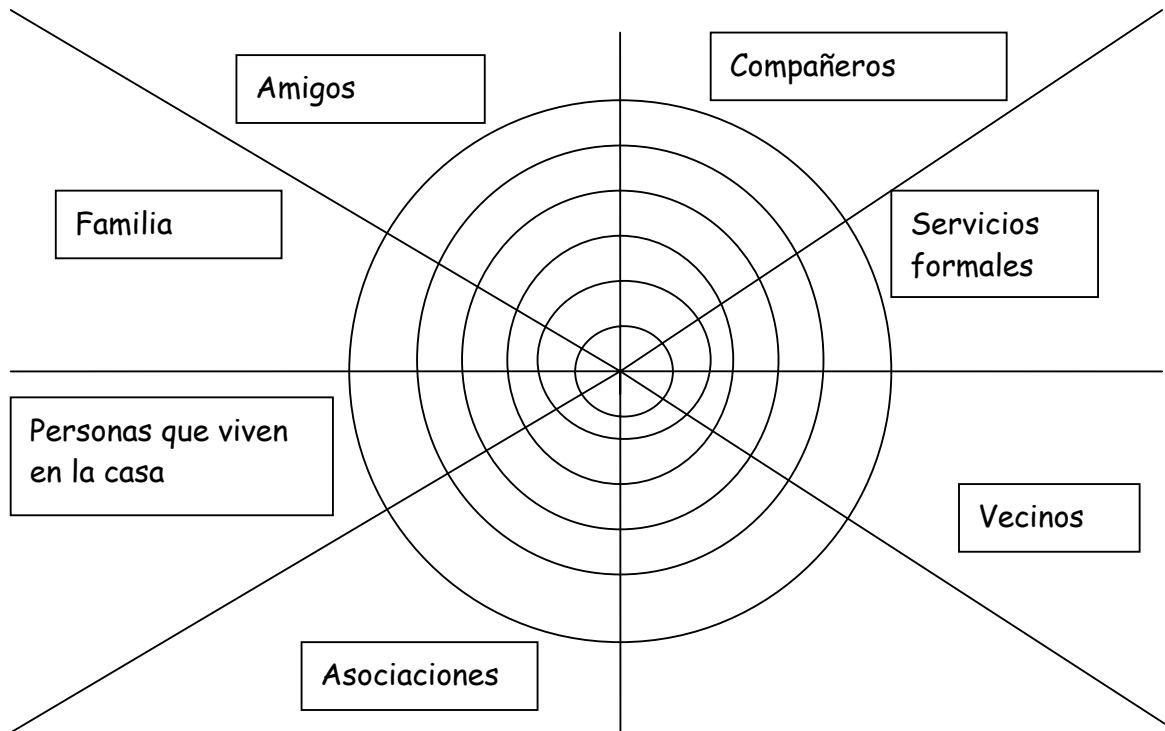 Amigos
Compañeros
Familia
Servicios
formales
Personas que viven
en la casa
Vecinos
Asociaciones